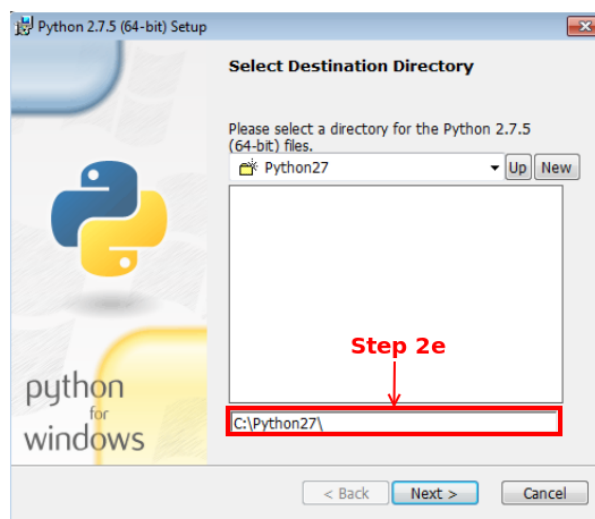 Python 2.7.5 (64-bit) Setup
Select Destination Directory
Please select a directory for the Python 2.7.5
(64-bit) files.
Python27
Up
New
Step 2e
C:\Python27\
python
for
windows
< Back
Next >
Cancel